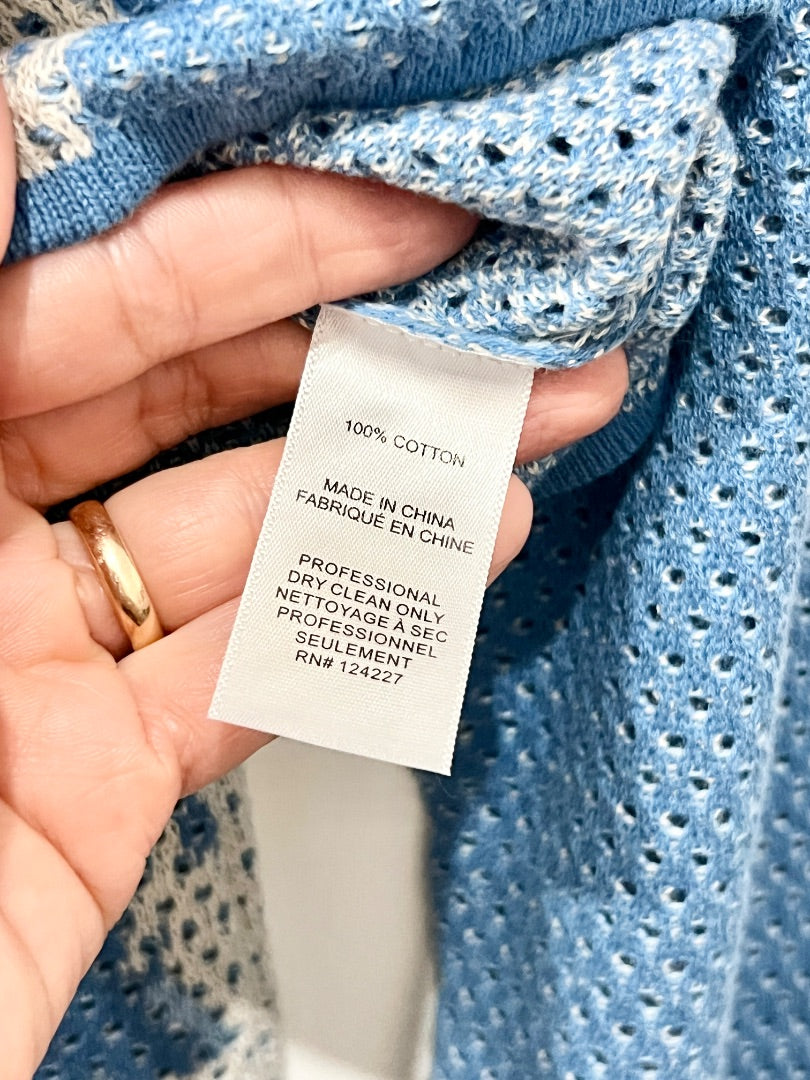 100% COTTON
MADE IN CHINA
FABRIQUÉ EN CHINE
PROFESSIONAL
DRY CLEAN ONLY
NETTOYAGE À SEC
PROFESSIONNEL
SEULEMENT
RN# 124227